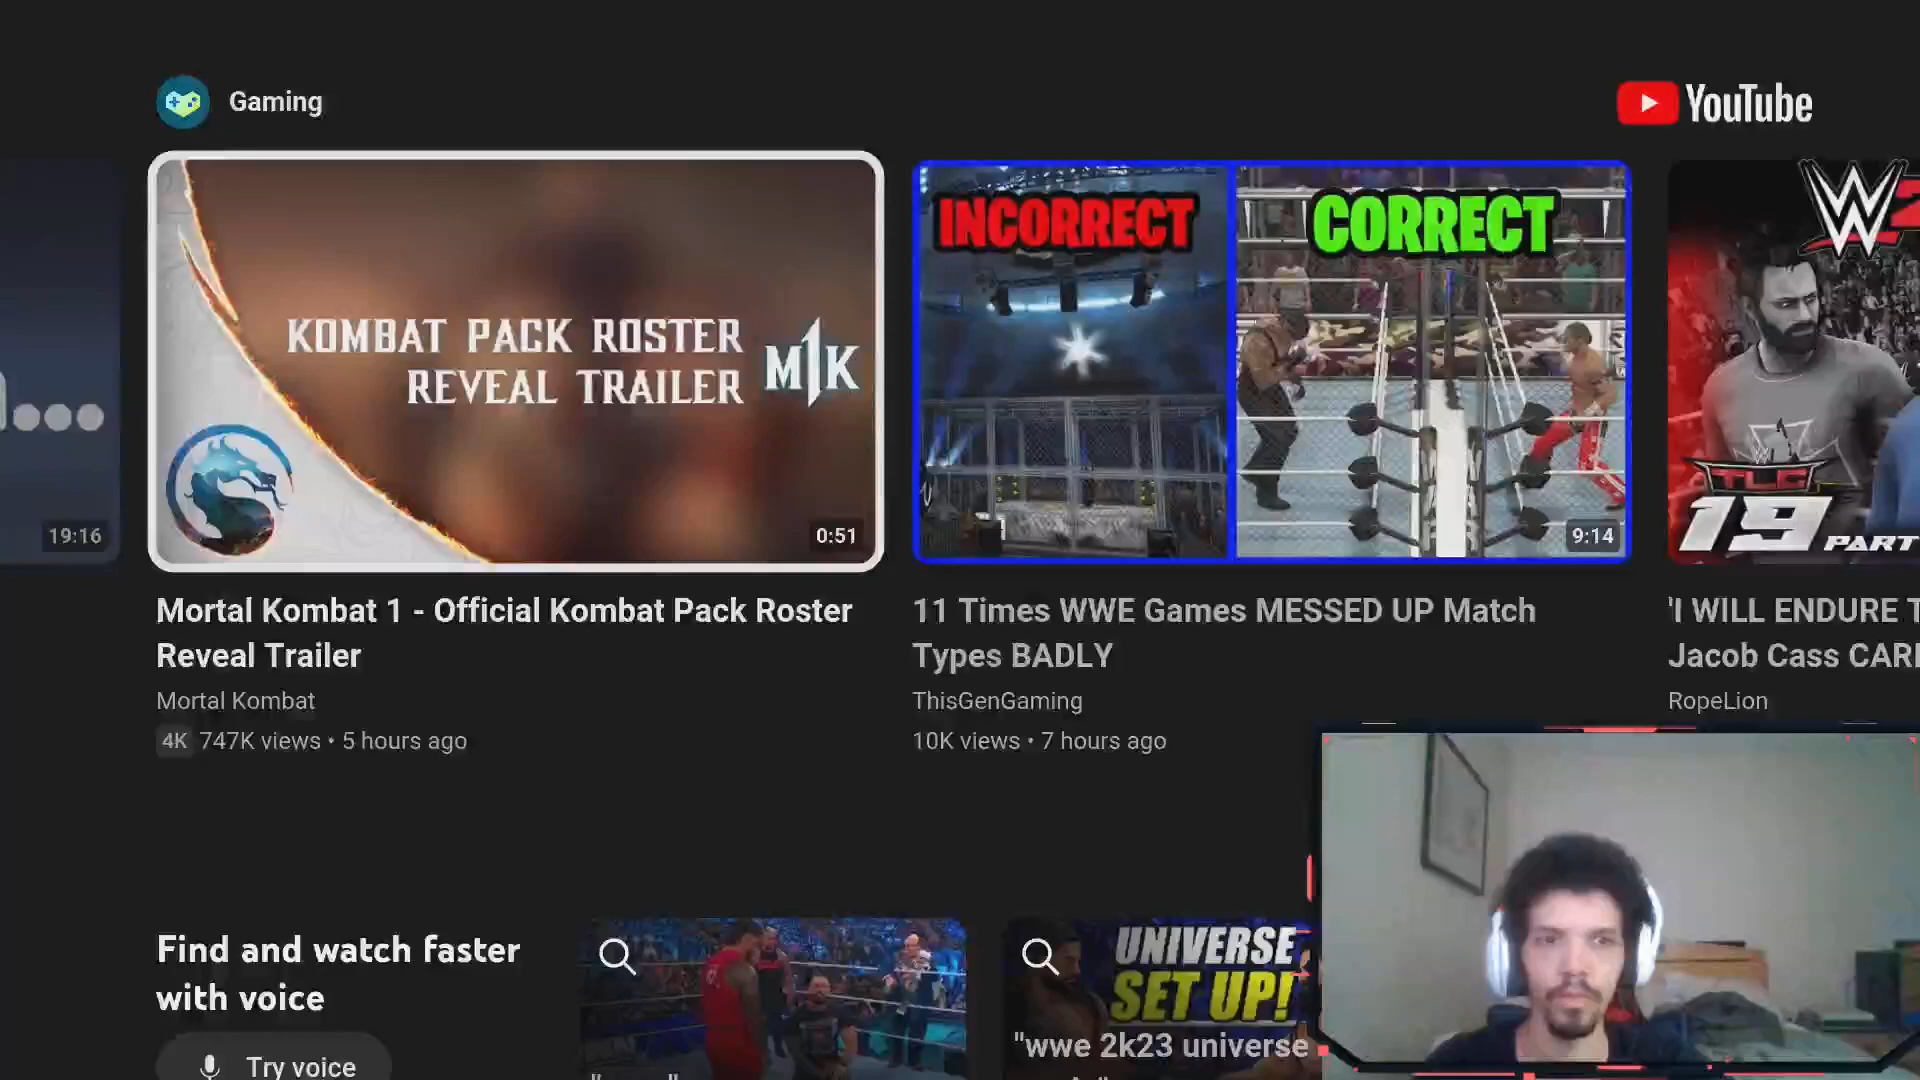 Gaming
YouTube
19:16
KOMBAT PACK ROSTER
REVEAL TRAILER
M1K
0:51
INCORRECT
CORRECT
9:14
W2
TLC
19 PART
Mortal Kombat 1 - Official Kombat Pack Roster
Reveal Trailer
Mortal Kombat
4K 747K views • 5 hours ago
11 Times WWE Games MESSED UP Match
Types BADLY
ThisGenGaming
10K views • 7 hours ago
'I WILL ENDURE T
Jacob Cass CAR
RopeLion
Find and watch faster
with voice
Try voice
UNIVERSE
SET UP!
"wwe 2k23 universe